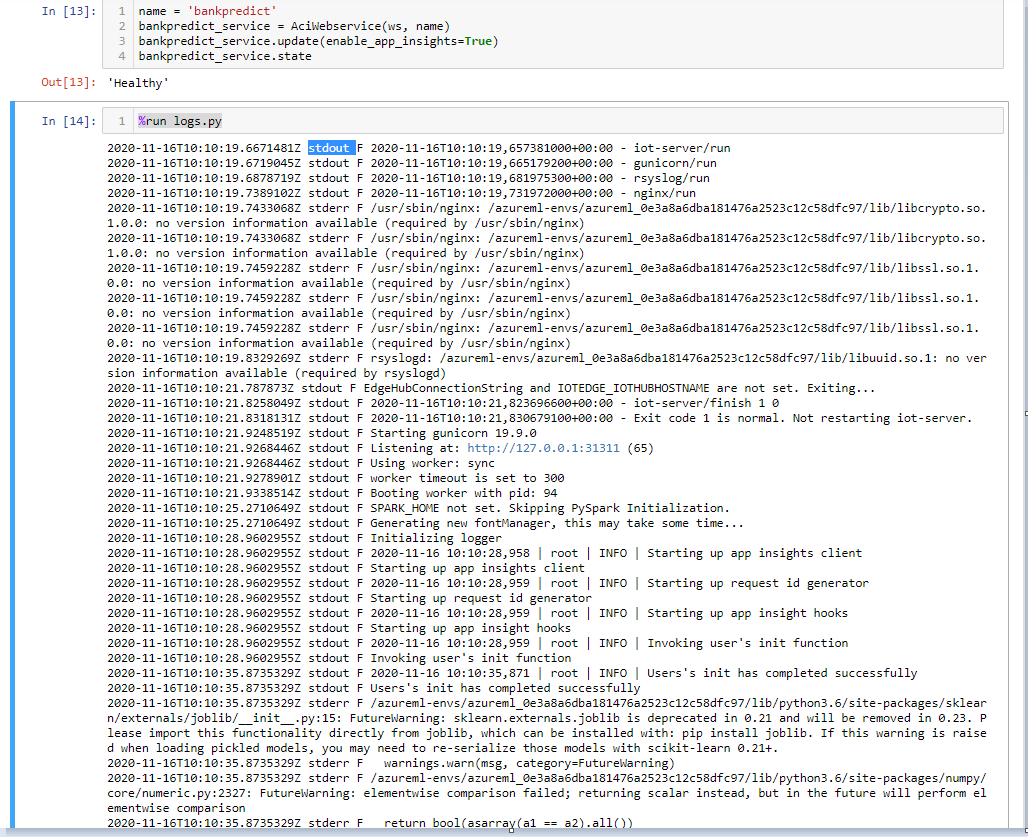 In [13]:
1 name = 'bankpredict'
2 bankpredict_service = AciWebservice(ws, name)
3 bankpredict_service.update(enable_app_insights=True)
4 bankpredict_service.state
Out[13]: 'Healthy'
In [14]:
1 %run logs.py
2020-11-16T10:10:19.6671481Z stdout F 2020-11-16T10:10:19,657381000+00:00 - iot-server/run
2020-11-16T10:10:19.6719045Z stdout F 2020-11-16T10:10:19,665179200+00:00 - gunicorn/run
2020-11-16T10:10:19.6878719Z stdout F 2020-11-16T10:10:19,681975300+00:00 - rsyslog/run
2020-11-16T10:10:19.7389102Z stdout F 2020-11-16T10:10:19,731972000+00:00 - nginx/run
2020-11-16T10:10:19.7433068Z stderr F /usr/sbin/nginx: /azureml-envs/azureml_0e3a8a6dba181476a2523c12c58dfc97/lib/libcrypto.so.
1.0.0: no version information available (required by /usr/sbin/nginx)
2020-11-16T10:10:19.7433068Z stderr F /usr/sbin/nginx: /azureml-envs/azureml_0e3a8a6dba181476a2523c12c58dfc97/lib/libcrypto.so.
1.0.0: no version information available (required by /usr/sbin/nginx)
2020-11-16T10:10:19.7459228Z stderr F /usr/sbin/nginx: /azureml-envs/azureml_0e3a8a6dba181476a2523c12c58dfc97/lib/libssl.so.1.
0.0: no version information available (required by /usr/sbin/nginx)
2020-11-16T10:10:19.7459228Z stderr F /usr/sbin/nginx: /azureml-envs/azureml_0e3a8a6dba181476a2523c12c58dfc97/lib/libssl.so.1.
0.0: no version information available (required by /usr/sbin/nginx)
2020-11-16T10:10:19.7459228Z stderr F /usr/sbin/nginx: /azureml-envs/azureml_0e3a8a6dba181476a2523c12c58dfc97/lib/libssl.so.1.
0.0: no version information available (required by /usr/sbin/nginx)
2020-11-16T10:10:19.8329269Z stderr F rsyslogd: /azureml-envs/azureml_0e3a8a6dba181476a2523c12c58dfc97/lib/libuuid.so.1: no ver
sion information available (required by rsyslogd)
2020-11-16T10:10:21.787873Z stdout F EdgeHubConnectionString and IOTEDGE_IOTHUBHOSTNAME are not set. Exiting...
2020-11-16T10:10:21.8258049Z stdout F 2020-11-16T10:10:21,823696600+00:00 - iot-server/finish 1 0
2020-11-16T10:10:21.8318131Z stdout F 2020-11-16T10:10:21,830679100+00:00 - Exit code 1 is normal. Not restarting iot-server.
2020-11-16T10:10:21.9248519Z stdout F Starting gunicorn 19.9.0
2020-11-16T10:10:21.9268446Z stdout F Listening at: http://127.0.0.1:31311 (65)
2020-11-16T10:10:21.9268446Z stdout F Using worker: sync
2020-11-16T10:10:21.9278901Z stdout F worker timeout is set to 300
2020-11-16T10:10:21.9338514Z stdout F Booting worker with pid: 94
2020-11-16T10:10:25.2710649Z stdout F SPARK_HOME not set. Skipping PySpark Initialization.
2020-11-16T10:10:25.2710649Z stdout F Generating new fontManager, this may take some time...
2020-11-16T10:10:28.9602955Z stdout F Initializing logger
2020-11-16T10:10:28.9602955Z stdout F 2020-11-16 10:10:28,958 | root | INFO | Starting up app insights client
2020-11-16T10:10:28.9602955Z stdout F Starting up app insights client
2020-11-16T10:10:28.9602955Z stdout F 2020-11-16 10:10:28,959 | root | INFO | Starting up request id generator
2020-11-16T10:10:28.9602955Z stdout F Starting up request id generator
2020-11-16T10:10:28.9602955Z stdout F 2020-11-16 10:10:28,959 | root | INFO | Starting up app insight hooks
2020-11-16T10:10:28.9602955Z stdout F Starting up app insight hooks
2020-11-16T10:10:28.9602955Z stdout F 2020-11-16 10:10:28,959 | root | INFO | Invoking user's init function
2020-11-16T10:10:28.9602955Z stdout F Invoking user's init function
2020-11-16T10:10:35.8735329Z stdout F 2020-11-16 10:10:35,871 | root | INFO | Users's init has completed successfully
2020-11-16T10:10:35.8735329Z stdout F Users's init has completed successfully
2020-11-16T10:10:35.8735329Z stderr F /azureml-envs/azureml_0e3a8a6dba181476a2523c12c58dfc97/lib/python3.6/site-packages/sklear
n/externals/joblib/__init__.py:15: FutureWarning: sklearn.externals.joblib is deprecated in 0.21 and will be removed in 0.23. P
lease import this functionality directly from joblib, which can be installed with: pip install joblib. If this warning is raise
d when loading pickled models, you may need to re-serialize those models with scikit-learn 0.21+.
2020-11-16T10:10:35.8735329Z stderr F   warnings.warn(msg, category=FutureWarning)
2020-11-16T10:10:35.8735329Z stderr F /azureml-envs/azureml_0e3a8a6dba181476a2523c12c58dfc97/lib/python3.6/site-packages/numpy/
core/numeric.py:2327: FutureWarning: elementwise comparison failed; returning scalar instead, but in the future will perform el
ementwise comparison
2020-11-16T10:10:35.8735329Z stderr F   return bool(asarray(a1 == a2).all())